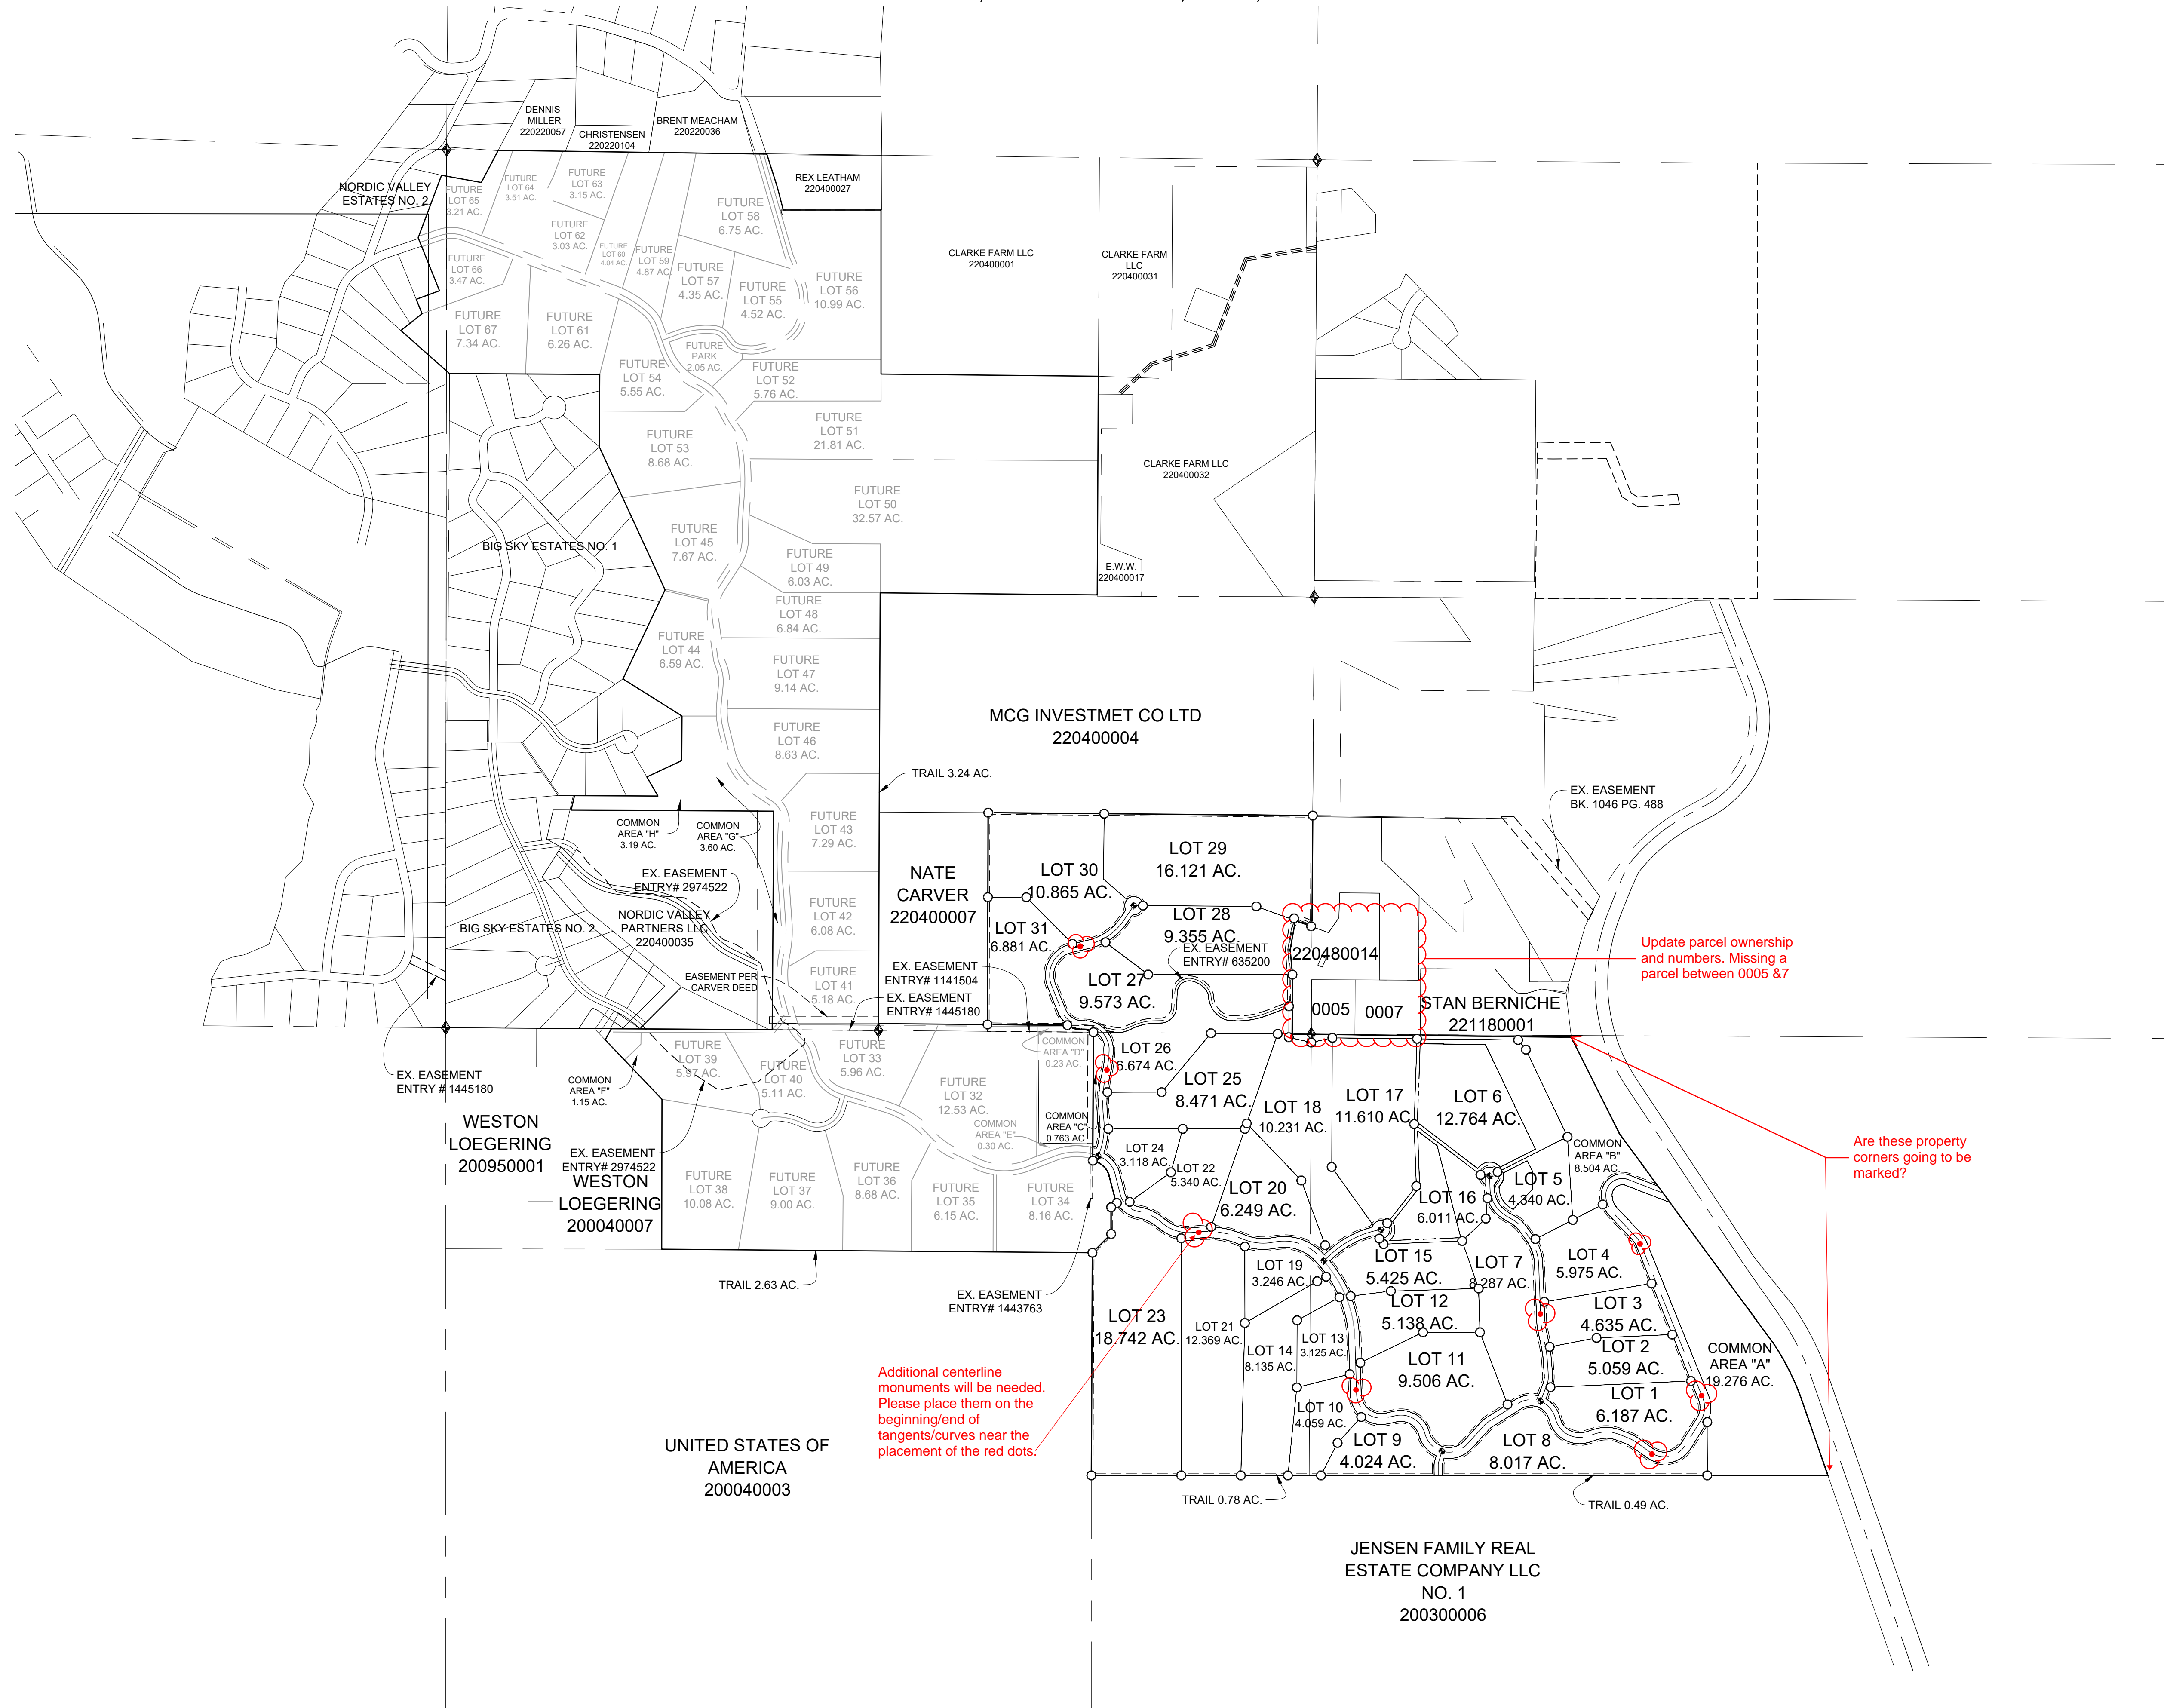 DENNIS
MILLER
220220057
CHRISTENSEN
220220104
BRENT MEACHAM
220220036
REX LEATHAM
220400027
NORDIC VALLEY
ESTATES NO. 2
FUTURE
LOT 65
3.21 AC.
FUTURE
LOT 64
3.51 AC.
FUTURE
LOT 63
3.15 AC.
FUTURE
LOT 62
3.03 AC.
FUTURE
LOT 60
4.04 AC.
FUTURE
LOT 59
4.87 AC.
FUTURE
LOT 58
6.75 AC.
FUTURE
LOT 66
3.47 AC.
FUTURE
LOT 57
4.35 AC.
FUTURE
LOT 55
4.52 AC.
FUTURE
LOT 56
10.99 AC.
CLARKE FARM LLC
220400001
CLARKE FARM
LLC
220400031
FUTURE
LOT 67
7.34 AC.
FUTURE
LOT 61
6.26 AC.
FUTURE
PARK
2.05 AC.
FUTURE
LOT 54
5.55 AC.
FUTURE
LOT 52
5.76 AC.
FUTURE
LOT 51
21.81 AC.
FUTURE
LOT 53
8.68 AC.
CLARKE FARM LLC
220400032
FUTURE
LOT 50
32.57 AC.
FUTURE
LOT 45
7.67 AC.
BIG SKY ESTATES NO. 1
FUTURE
LOT 49
6.03 AC.
E.W.W.
220400017
FUTURE
LOT 48
6.84 AC.
FUTURE
LOT 44
6.59 AC.
FUTURE
LOT 47
9.14 AC.
MCG INVESTMET CO LTD
220400004
FUTURE
LOT 46
8.63 AC.
TRAIL 3.24 AC.
EX. EASEMENT
BK. 1046 PG. 488
COMMON
AREA "H"
3.19 AC.
COMMON
AREA "G"
3.60 AC.
FUTURE
LOT 43
7.29 AC.
NATE
CARVER
220400007
LOT 30
10.865 AC.
LOT 29
16.121 AC.
EX. EASEMENT
ENTRY# 2974522
NORDIC VALLEY
PARTNERS LLC
220400035
BIG SKY ESTATES NO. 2
FUTURE
LOT 42
6.08 AC.
LOT 31
6.881 AC.
LOT 28
9.355 AC.
EX. EASEMENT
ENTRY# 635200
220480014
Update parcel ownership
and numbers. Missing a
parcel between 0005 &7
EASEMENT PER
CARVER DEED
FUTURE
LOT 41
5.18 AC.
EX. EASEMENT
ENTRY# 1141504
EX. EASEMENT
ENTRY# 1445180
LOT 27
9.573 AC.
0005
0007
STAN BERNICHE
221180001
EX. EASEMENT
ENTRY # 1445180
FUTURE
LOT 39
5.97 AC.
FUTURE
LOT 40
5.11 AC.
FUTURE
LOT 33
5.96 AC.
COMMON
AREA "D"
0.23 AC.
LOT 26
6.674 AC.
COMMON
AREA "F"
1.15 AC.
FUTURE
LOT 32
12.53 AC.
LOT 25
8.471 AC.
LOT 18
10.231 AC.
LOT 17
11.610 AC.
LOT 6
12.764 AC.
WESTON
LOEGERING
200950001
COMMON
AREA "E"
0.30 AC.
COMMON
AREA "C"
0.763 AC.
COMMON
AREA "B"
8.504 AC.
Are these property
corners going to be
marked?
EX. EASEMENT
ENTRY# 2974522
WESTON
LOEGERING
200040007
FUTURE
LOT 38
10.08 AC.
FUTURE
LOT 37
9.00 AC.
FUTURE
LOT 36
8.68 AC.
FUTURE
LOT 35
6.15 AC.
FUTURE
LOT 34
8.16 AC.
LOT 24
3.118 AC.
LOT 22
5.340 AC.
LOT 20
6.249 AC.
LOT 16
6.011 AC.
LOT 5
4.340 AC.
TRAIL 2.63 AC.
EX. EASEMENT
ENTRY# 1443763
LOT 19
3.246 AC.
LOT 15
5.425 AC.
LOT 7
8.287 AC.
LOT 4
5.975 AC.
LOT 23
18.742 AC.
LOT 21
12.369 AC.
LOT 14
8.135 AC.
LOT 13
3.125 AC.
LOT 12
5.138 AC.
LOT 3
4.635 AC.
LOT 2
5.059 AC.
COMMON
AREA "A"
19.276 AC.
LOT 11
9.506 AC.
LOT 1
6.187 AC.
Additional centerline
monuments will be needed.
Please place them on the
beginning/end of
tangents/curves near the
placement of the red dots.
LOT 10
4.059 AC.
LOT 9
4.024 AC.
LOT 8
8.017 AC.
UNITED STATES OF
AMERICA
200040003
TRAIL 0.78 AC.
TRAIL 0.49 AC.
JENSEN FAMILY REAL
ESTATE COMPANY LLC
NO. 1
200300006